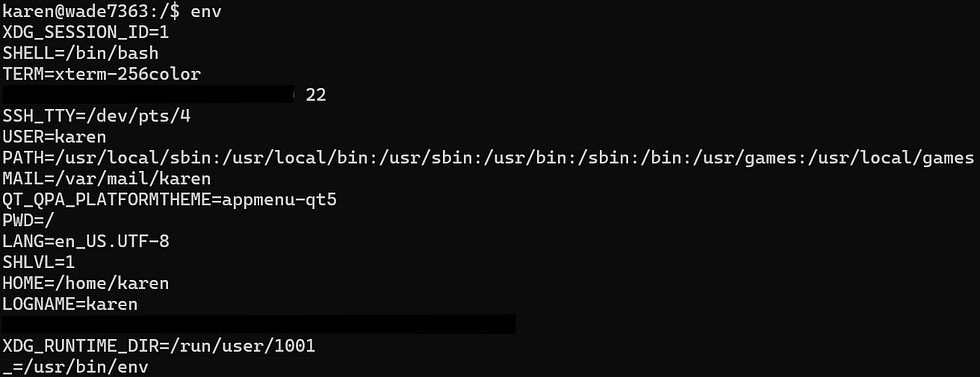 karen@wade7363:/$ env
XDG_SESSION_ID=1
SHELL=/bin/bash
TERM=xterm-256color
22
SSH_TTY=/dev/pts/4
USER=karen
PATH=/usr/local/sbin:/usr/local/bin:/usr/sbin:/usr/bin:/sbin:/bin:/usr/games:/usr/local/games
MAIL=/var/mail/karen
QT_QPA_PLATFORMTHEME=appmenu-qt5
PWD=/
LANG=en_US.UTF-8
SHLVL=1
HOME=/home/karen
LOGNAME=karen
XDG_RUNTIME_DIR=/run/user/1001
_=/usr/bin/env